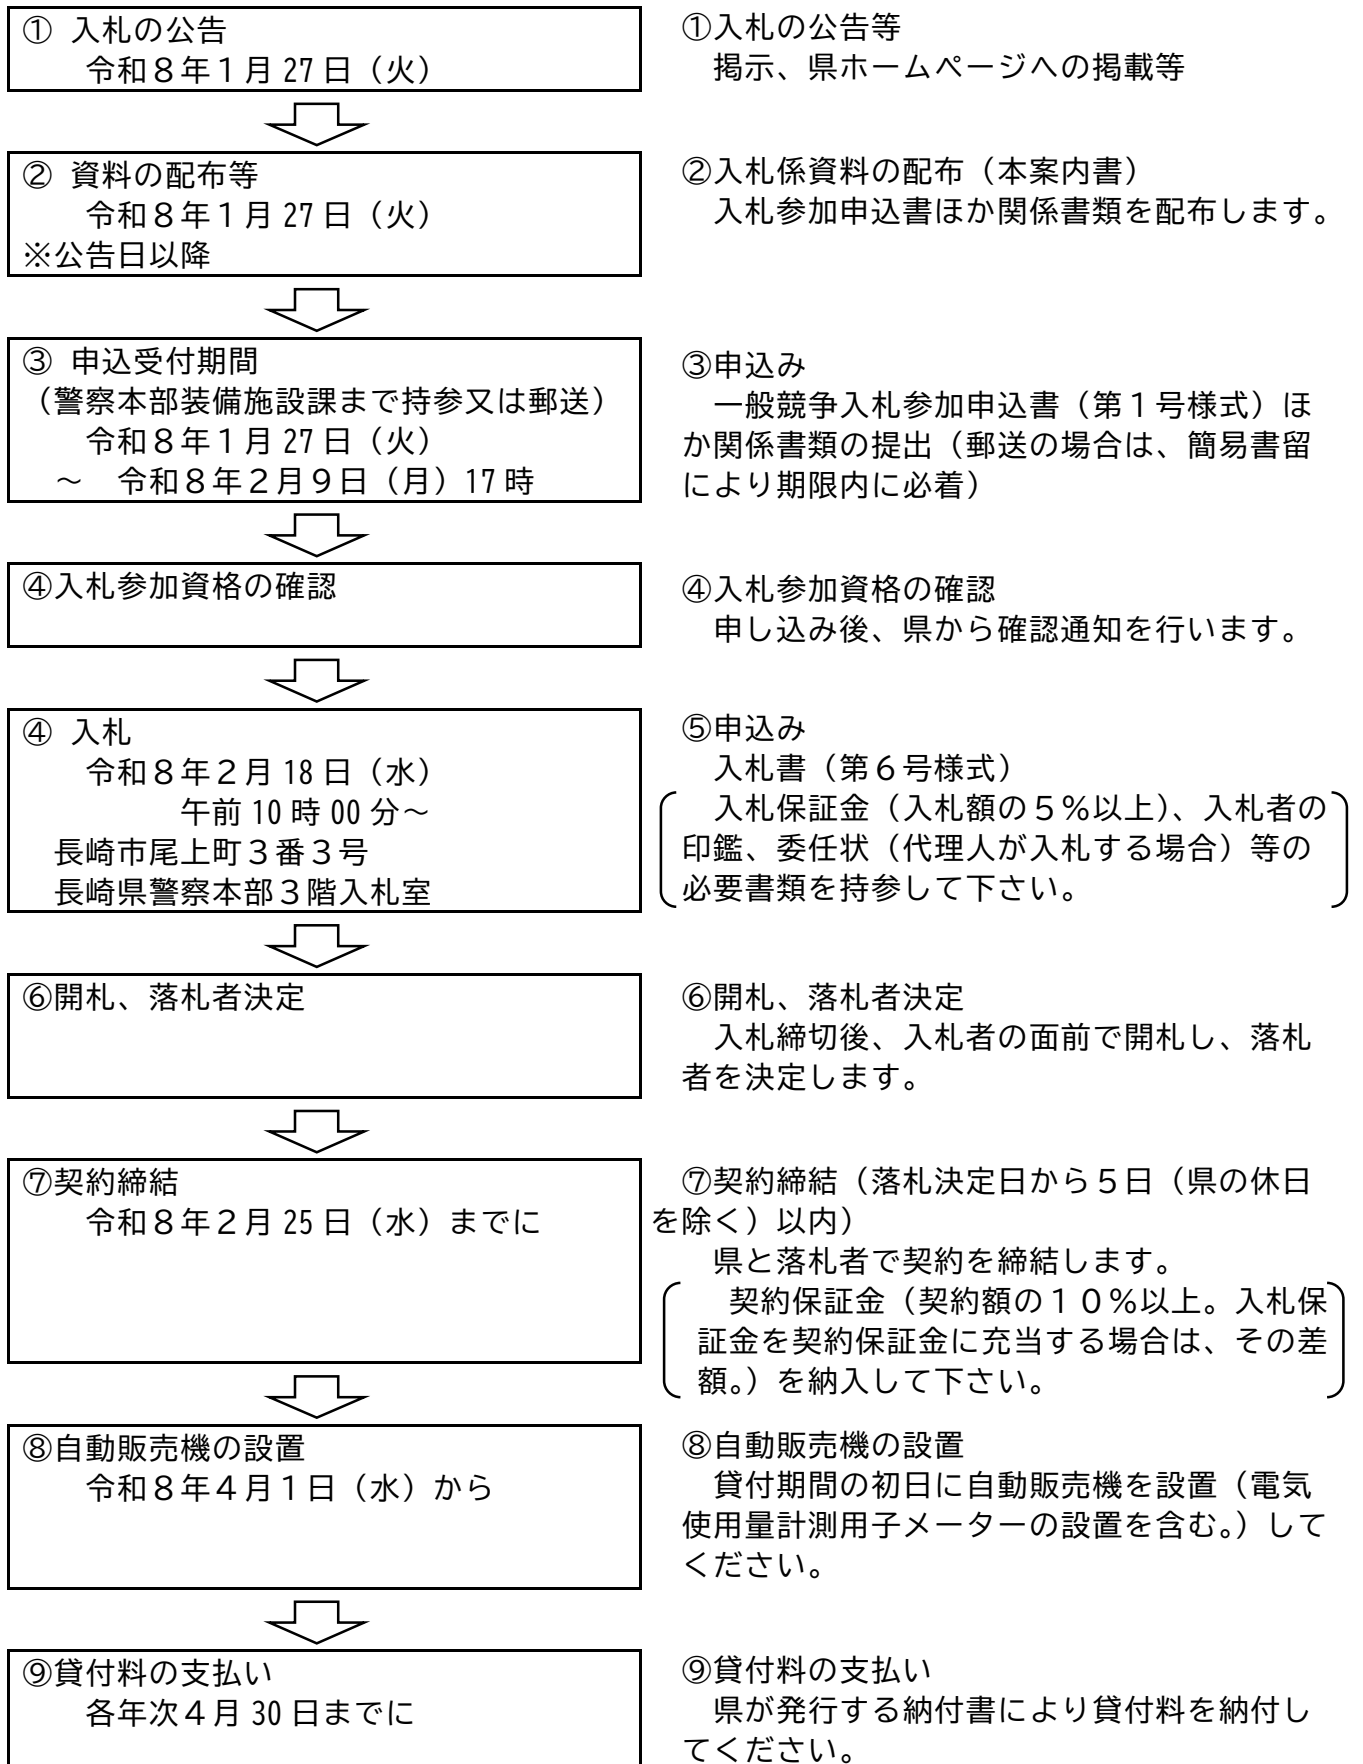 ① 入札の公告
令和８年１月 27 日（火）
①入札の公告等
掲示、県ホームページへの掲載等
② 資料の配布等
令和８年１月 27 日（火）
※公告日以降
②入札係資料の配布（本案内書）
入札参加申込書ほか関係書類を配布します。
③ 申込受付期間
（警察本部装備施設課まで持参又は郵送）
令和８年１月 27 日（火）
～　令和８年２月９日（月）17 時
③申込み
一般競争入札参加申込書（第１号様式）ほ
か関係書類の提出（郵送の場合は、簡易書留
により期限内に必着）
④入札参加資格の確認
④入札参加資格の確認
申し込み後、県から確認通知を行います。
④ 入札
令和８年２月 18 日（水）
午前 10 時 00 分～
長崎市尾上町３番３号
長崎県警察本部３階入札室
⑤申込み
入札書（第６号様式）
入札保証金（入札額の５％以上）、入札者の
印鑑、委任状（代理人が入札する場合）等の
必要書類を持参して下さい。
⑥開札、落札者決定
⑥開札、落札者決定
入札締切後、入札者の面前で開札し、落札
者を決定します。
⑦契約締結
令和８年２月 25 日（水）までに
⑦契約締結（落札決定日から５日（県の休日
を除く）以内）
県と落札者で契約を締結します。
契約保証金（契約額の１０％以上。入札保
証金を契約保証金に充当する場合は、その差
額。）を納入して下さい。
⑧自動販売機の設置
令和８年４月１日（水）から
⑧自動販売機の設置
貸付期間の初日に自動販売機を設置（電気
使用量計測用子メーターの設置を含む。）して
ください。
⑨貸付料の支払い
各年次４月 30 日までに
⑨貸付料の支払い
県が発行する納付書により貸付料を納付し
てください。